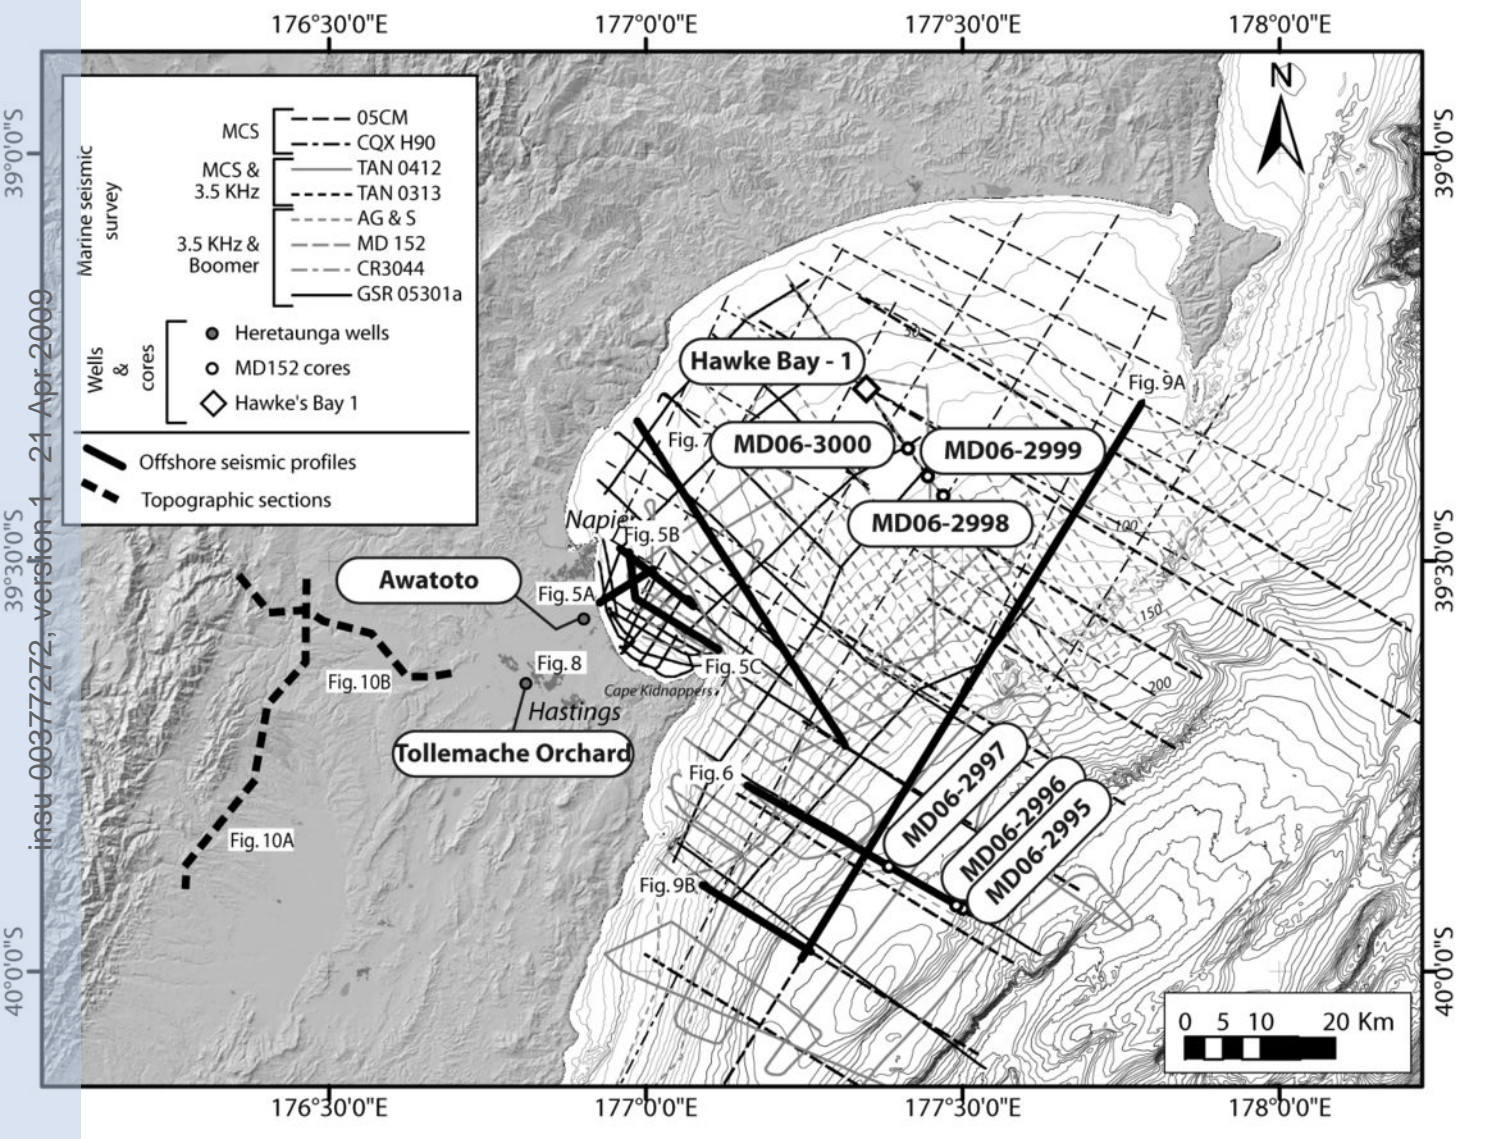 176°30'0"E
177°0'0"E
177°30'0"E
178°0'0"E
39°0'0"S
39°30'0"S
40°0'0"S
insu-00377272, version 1 - 21 Apr 2009
Marine seismic
survey
MCS
05CM
CQX H90
MCS &
3.5 KHz
TAN 0412
TAN 0313
3.5 KHz &
Boomer
AG & S
MD 152
CR3044
GSR 05301a
Wells
&
cores
Heretaunga wells
MD152 cores
Hawke's Bay 1
Offshore seismic profiles
Topographic sections
N
39°0'0"S
39°30'0"S
40°0'0"S
Hawke Bay - 1
50
Fig. 9A
Fig. 7
MD06-3000
MD06-2999
MD06-2998
100
Napier
Fig. 5B
Awatoto
Fig. 5A
150
Fig. 8
Fig. 5C
Fig. 10B
Cape Kidnappers
200
Hastings
Tollemache Orchard
Fig. 6
MD06-2997
MD06-2996
MD06-2995
Fig. 10A
Fig. 9B
0 5 10 20 Km
176°30'0"E
177°0'0"E
177°30'0"E
178°0'0"E